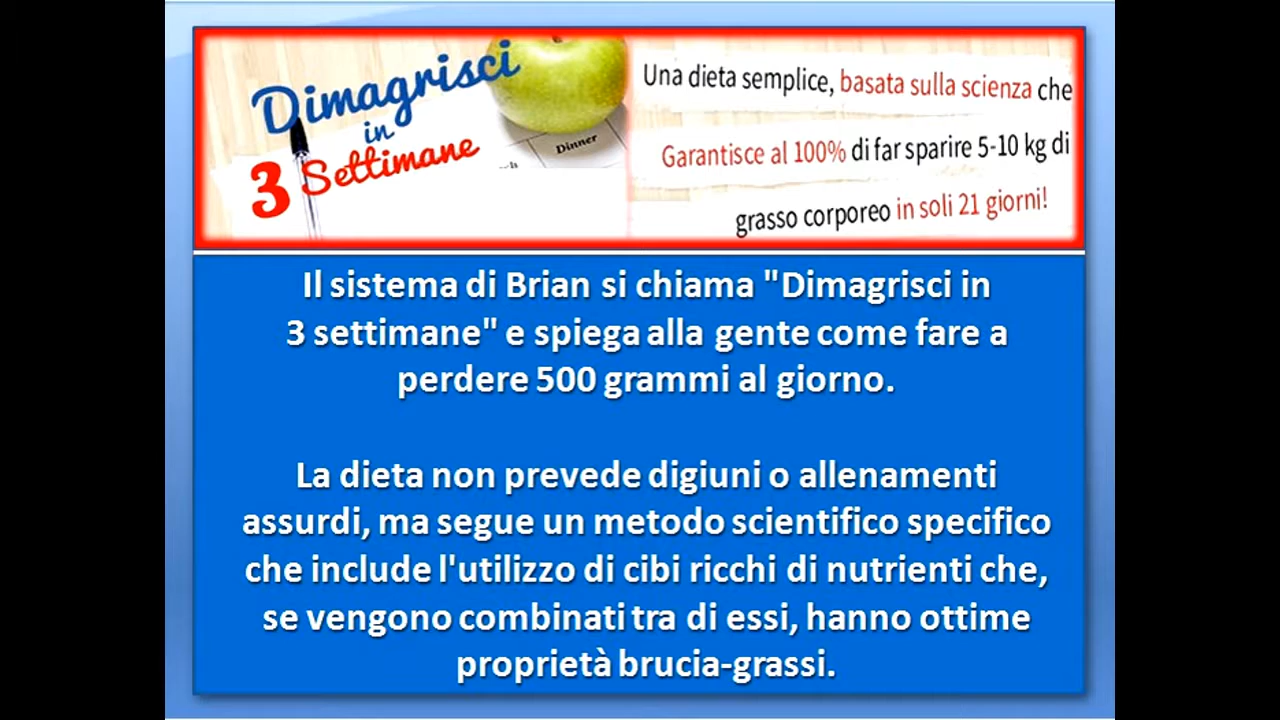 Dimagrisci
in
3 Settimane
Dinner
Una dieta semplice, basata sulla scienza che
Garantisce al 100% di far sparire 5-10 kg di
grasso corporeo in soli 21 giorni!
Il sistema di Brian si chiama "Dimagrisci in
3 settimane" e spiega alla gente come fare a
perdere 500 grammi al giorno.
La dieta non prevede digiuni o allenamenti
assurdi, ma segue un metodo scientifico specifico
che include l'utilizzo di cibi ricchi di nutrienti che,
se vengono combinati tra di essi, hanno ottime
proprietà brucia-grassi.